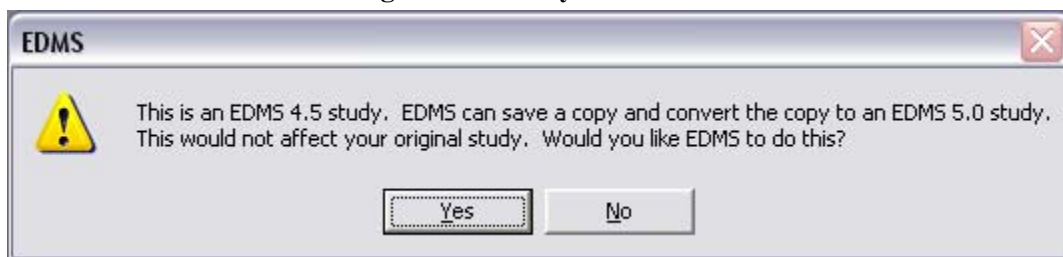 EDMS
This is an EDMS 4.5 study. EDMS can save a copy and convert the copy to an EDMS 5.0 study.
This would not affect your original study. Would you like EDMS to do this?
Yes No